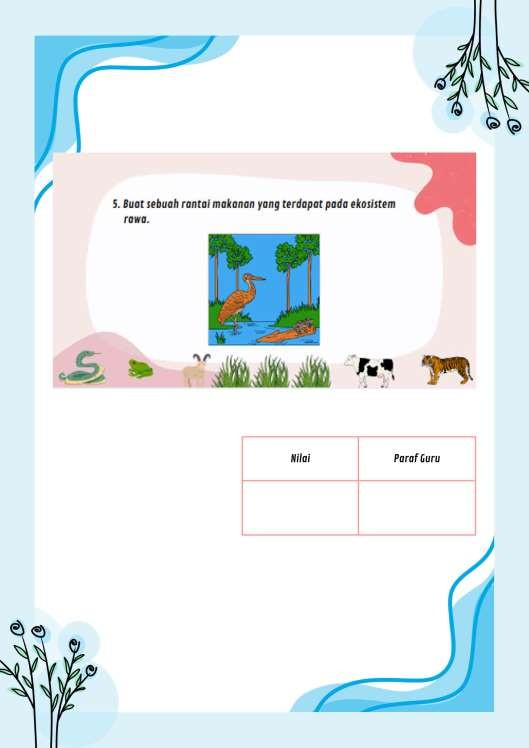 5. Buat sebuah rantai makanan yang terdapat pada ekosistem
rawa.
Nilai
Paraf Guru